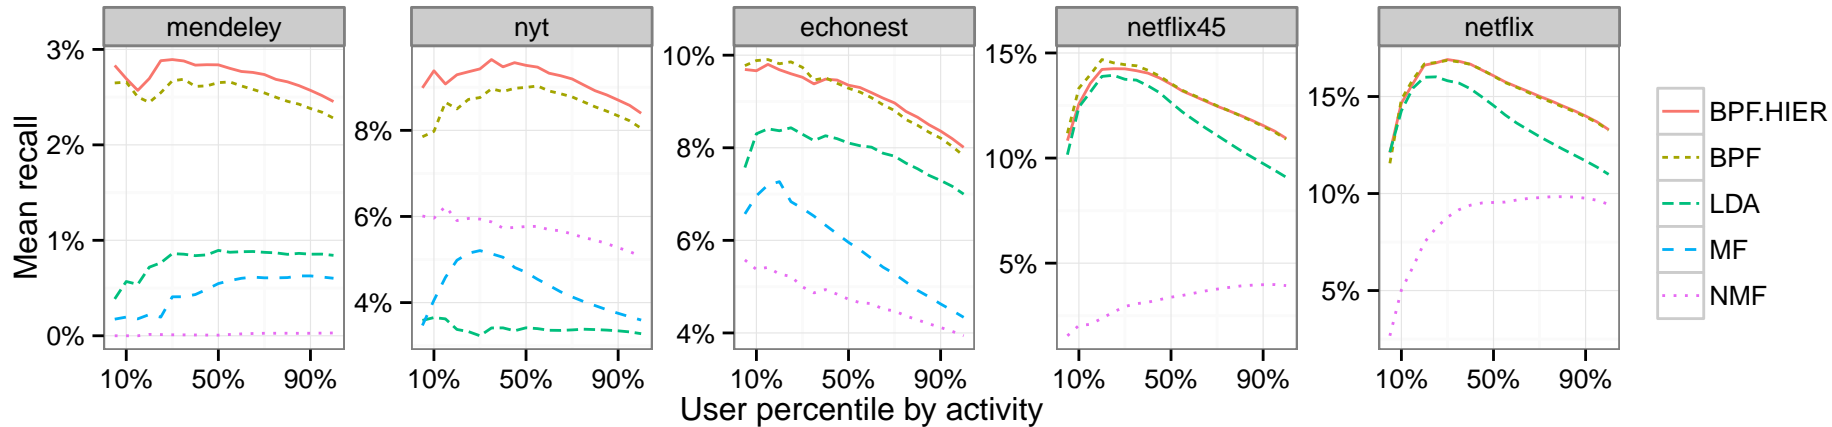 mendeley
nyt
echonest
netflix45
netflix
Mean recall
3%
2%
1%
0%
8%
6%
4%
10%
8%
6%
4%
15%
10%
5%
15%
10%
5%
10% 50% 90%
10% 50% 90%
10% 50% 90%
10% 50% 90%
10% 50% 90%
User percentile by activity
BPF.HIER
BPF
LDA
MF
NMF